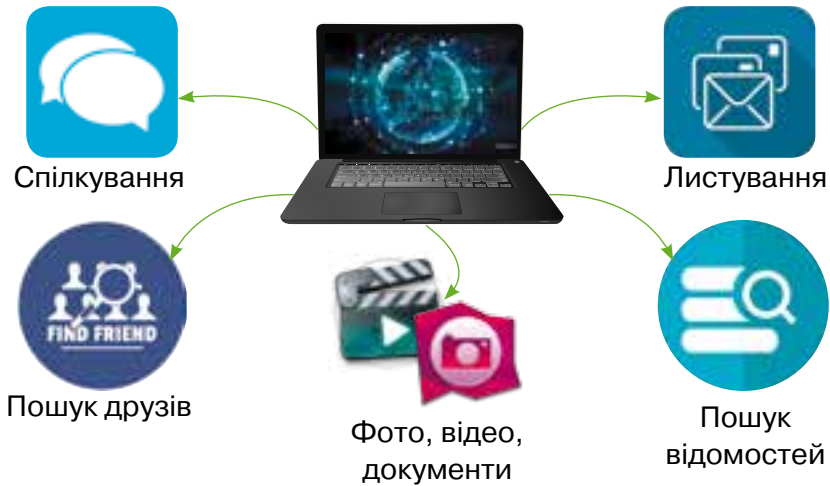 Спілкування
Листування
FIND FRIEND
Пошук друзів
Фото, відео,
документи
Пошук
відомостей